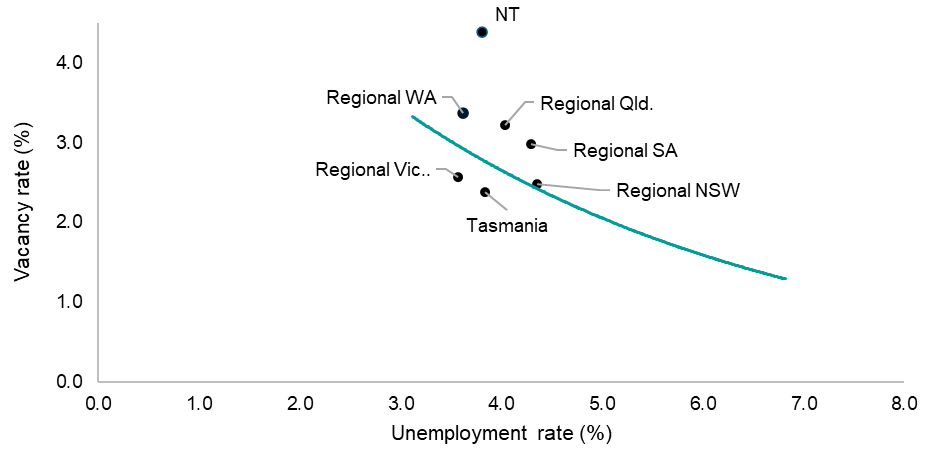 NT
4.0
Regional WA
Regional Qld.
3.0
Regional SA
Regional Vic..
Regional NSW
2.0
Tasmania
1.0
0.0
0.0 1.0 2.0 3.0 4.0 5.0 6.0 7.0 8.0
Vacancy rate (%)
Unemployment rate (%)